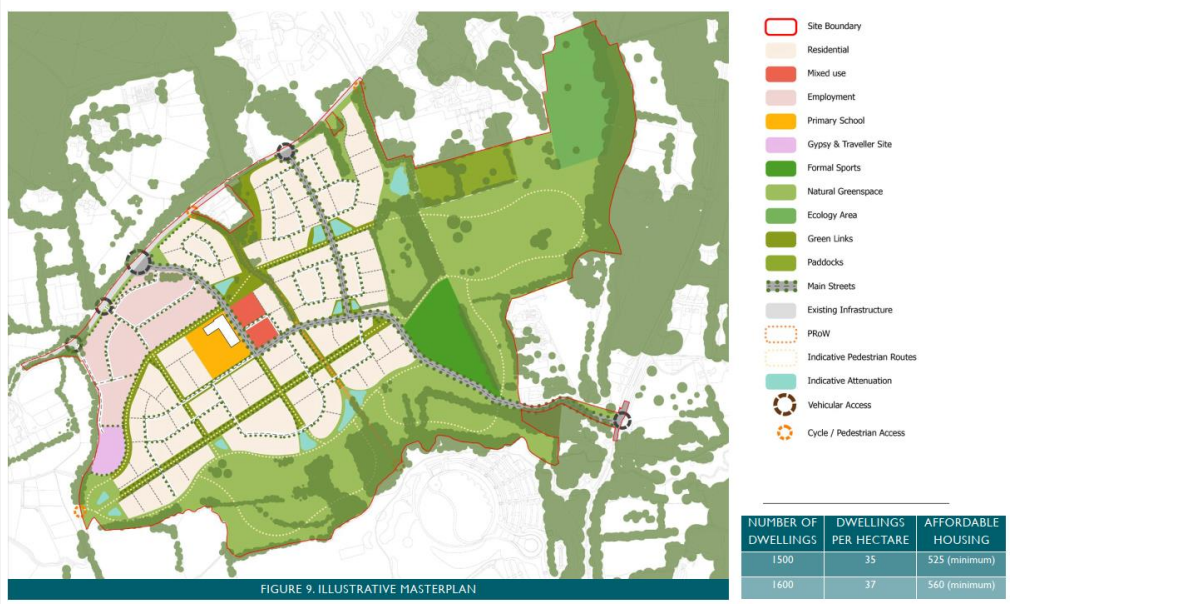 Site Boundary
Residential
Mixed use
Employment
Primary School
Gypsy & Traveller Site
Formal Sports
Natural Greenspace
Ecology Area
Green Links
Paddocks
Main Streets
Existing Infrastructure
PRoW
Indicative Pedestrian Routes
Indicative Attenuation
Vehicular Access
Cycle / Pedestrian Access
NUMBER OF DWELLINGS
DWELLINGS PER HECTARE
AFFORDABLE HOUSING
1500 35 525 (minimum)
1600 37 560 (minimum)
FIGURE 9. ILLUSTRATIVE MASTERPLAN